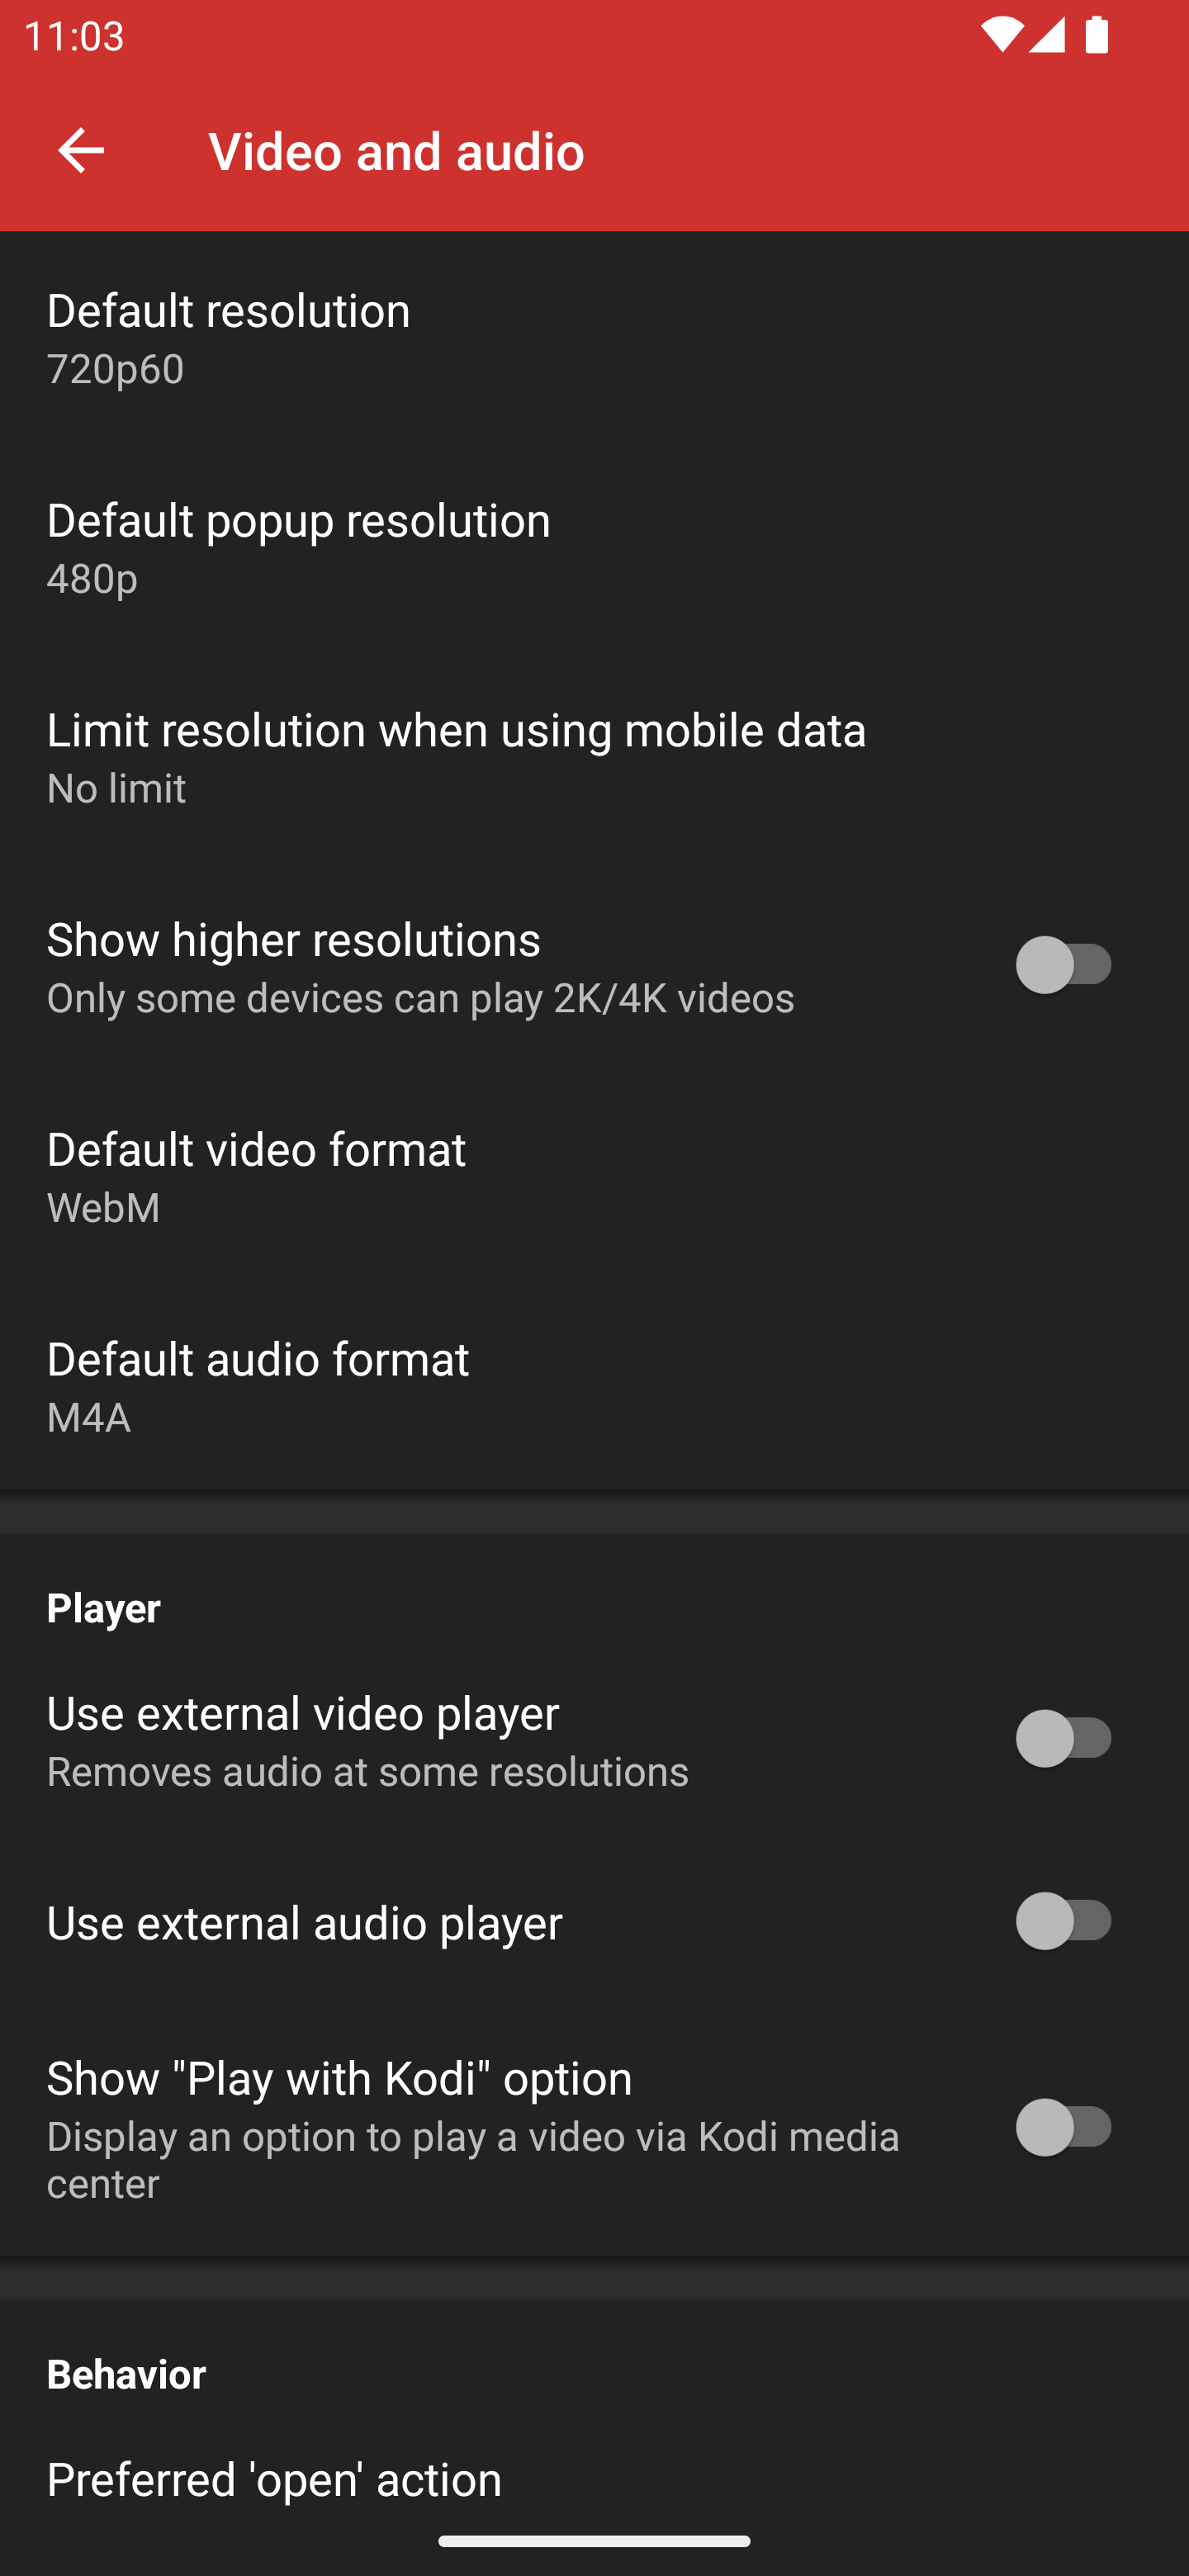 11:03
Video and audio
Default resolution
720p60
Default popup resolution
480p
Limit resolution when using mobile data
No limit
Show higher resolutions
Only some devices can play 2K/4K videos
Default video format
WebM
Default audio format
M4A
Player
Use external video player
Removes audio at some resolutions
Use external audio player
Show "Play with Kodi" option
Display an option to play a video via Kodi media
center
Behavior
Preferred 'open' action